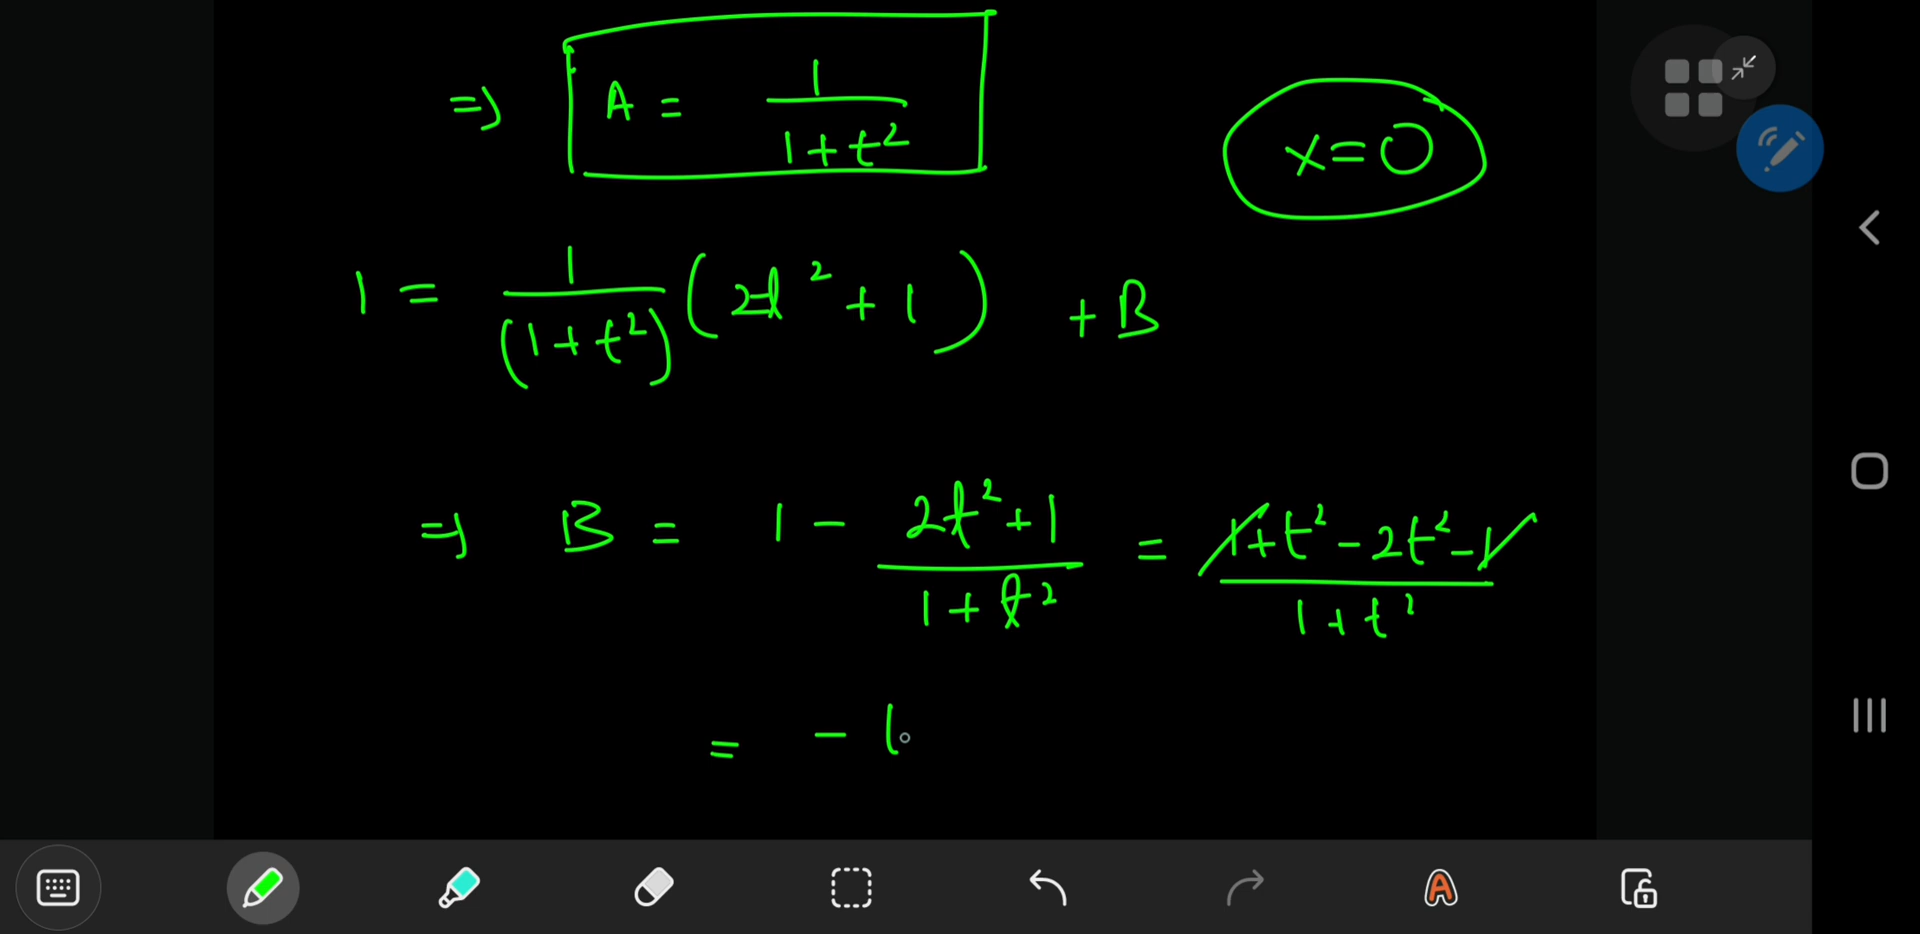 ⇒ A = 1/(1+t²)
x=0
1 = 1/(1+t²) (2t²+1) + B
⇒ B = 1 - (2t²+1)/(1+t²) = (1+t²-2t²-1)/(1+t²)
= - (
A